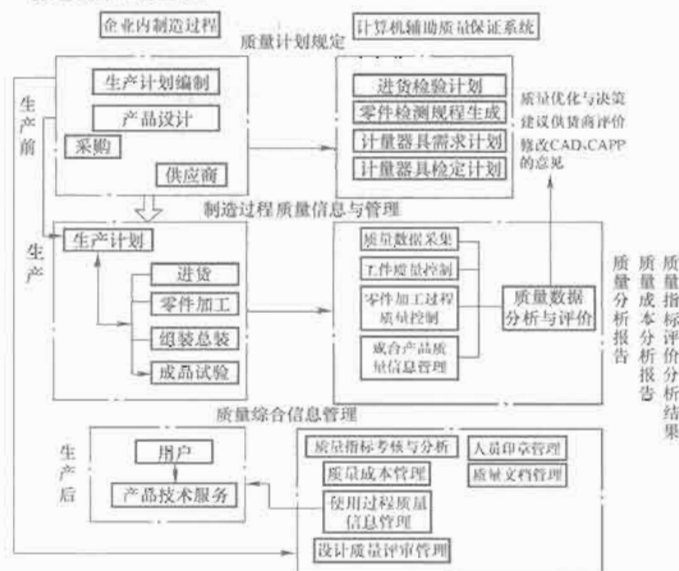 企业内制造过程
计算机辅助质量保证系统
质量计划规定
生产前
生产计划编制
产品设计
采购
供应商
进货检验计划
零件检测规程生成
计量器具需求计划
计量器具检定计划
质量优化与决策
建议供货商评价
修改CAD、CAPP
的意见
制造过程质量信息与管理
生产
生产计划
进货
零件加工
组装总装
成品试验
质量数据采集
工件质量控制
零件加工过程
质量控制
成合产品质
量信息管理
质量数据
分析与评价
质量分析报告
质量成本分析报告
质量指标评价分析结果
质量综合信息管理
生产后
用户
产品技术服务
质量指标考核与分析
人员印章管理
质量成本管理
质量文档管理
使用过程质量
信息管理
设计质量评审管理